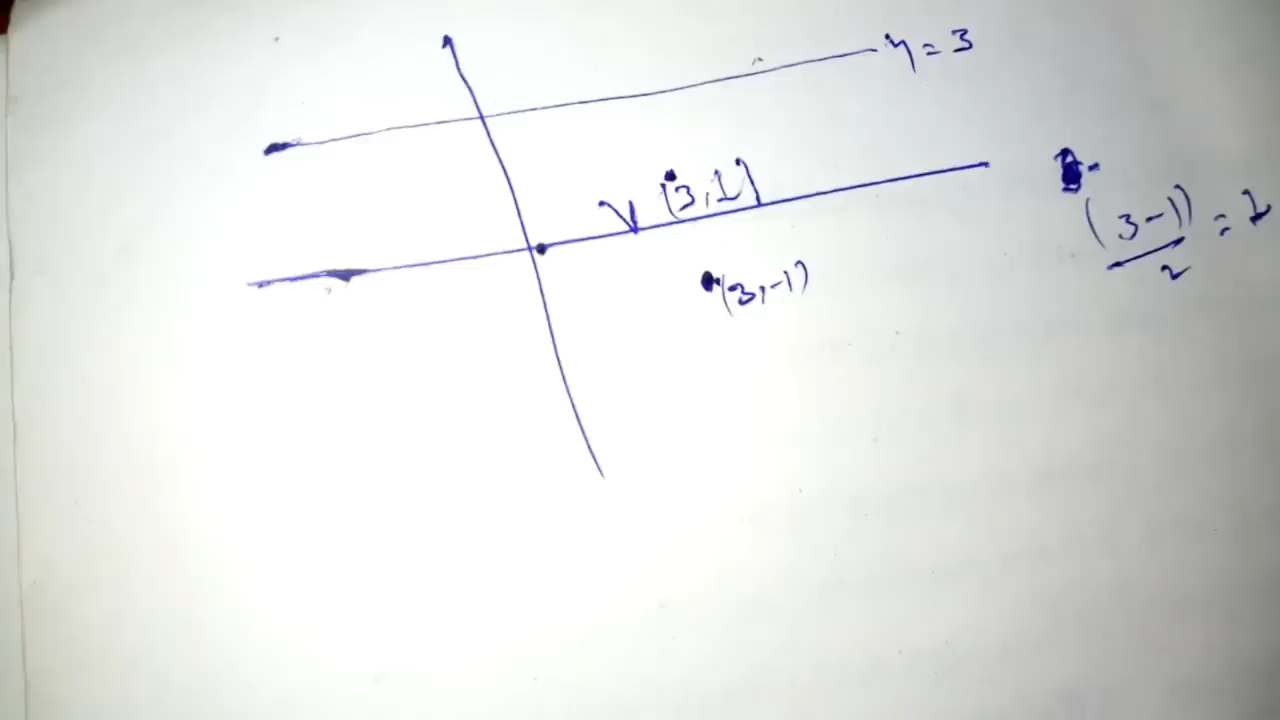 y = 3
V (3, 1)
(3, -1)
(3 - 1)
2
= 1